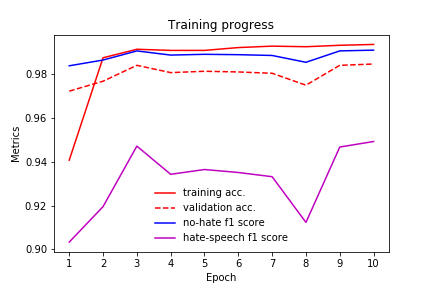 Training progress
0.98
0.96
0.94
0.92
0.90
Metrics
training acc.
validation acc.
no-hate f1 score
hate-speech f1 score
1 2 3 4 5 6 7 8 9 10
Epoch